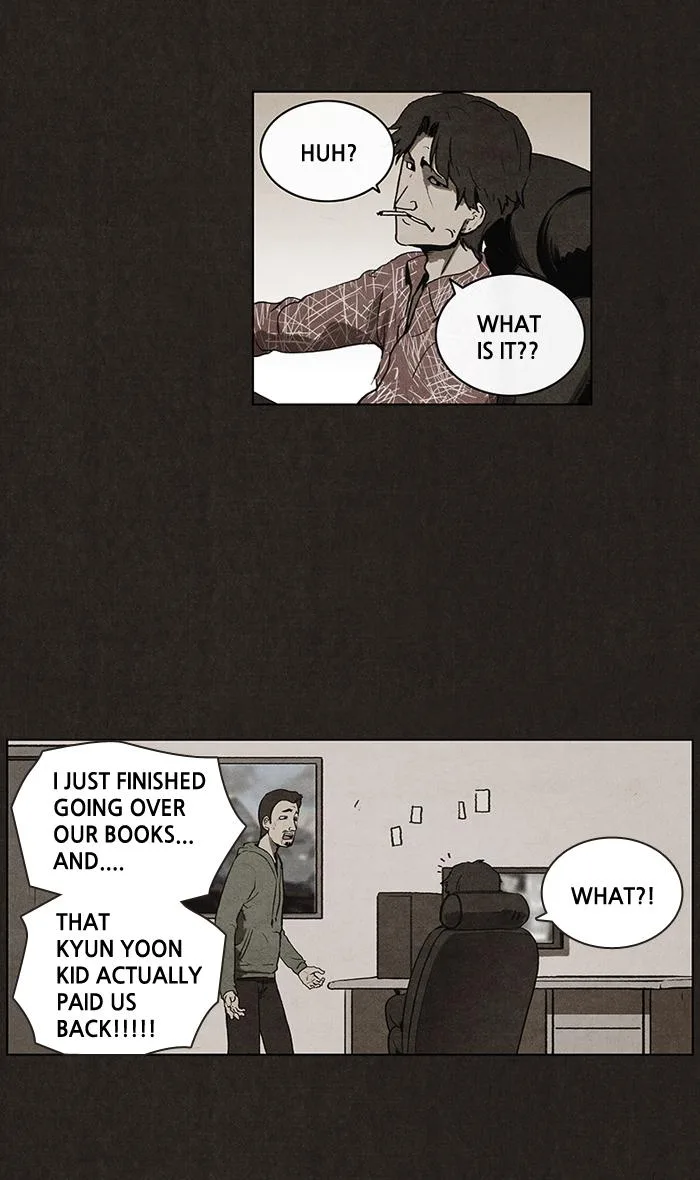 HUH?
WHAT
IS IT??
I JUST FINISHED
GOING OVER
OUR BOOKS...
AND....
THAT
KYUN YOON
KID ACTUALLY
PAID US
BACK!!!!!
WHAT?!